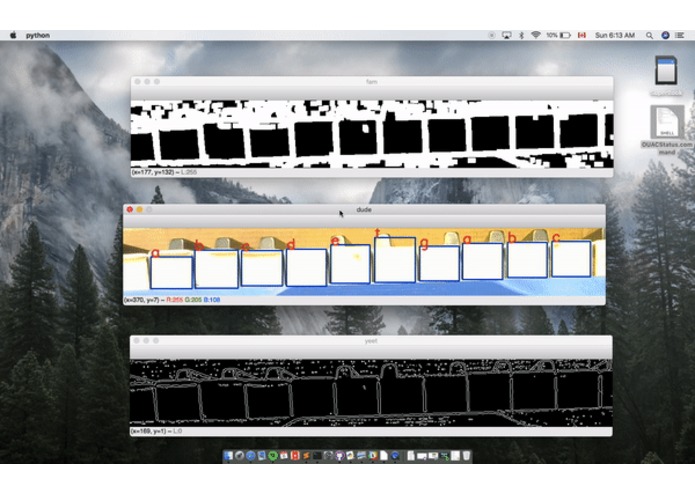 python
10%
Sun 6:13 AM
fam
(x=177, y=132) ~ L:255
SHELL
OUACStatus.com
mand
dude
a b d e f g a b c
(x=370, y=7) ~ R:255 G:205 B:108
yeet
(x=169, y=1) ~ L:0